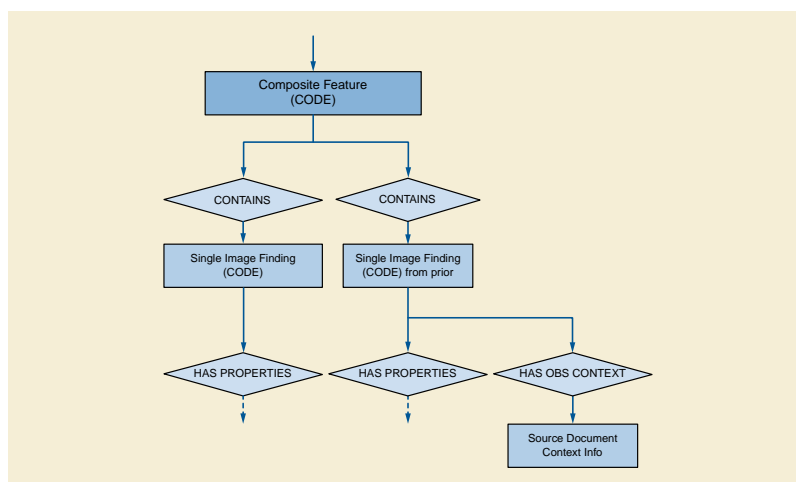 Composite Feature
(CODE)
CONTAINS
CONTAINS
Single Image Finding
(CODE)
Single Image Finding
(CODE) from prior
HAS PROPERTIES
HAS PROPERTIES
HAS OBS CONTEXT
Source Document
Context Info